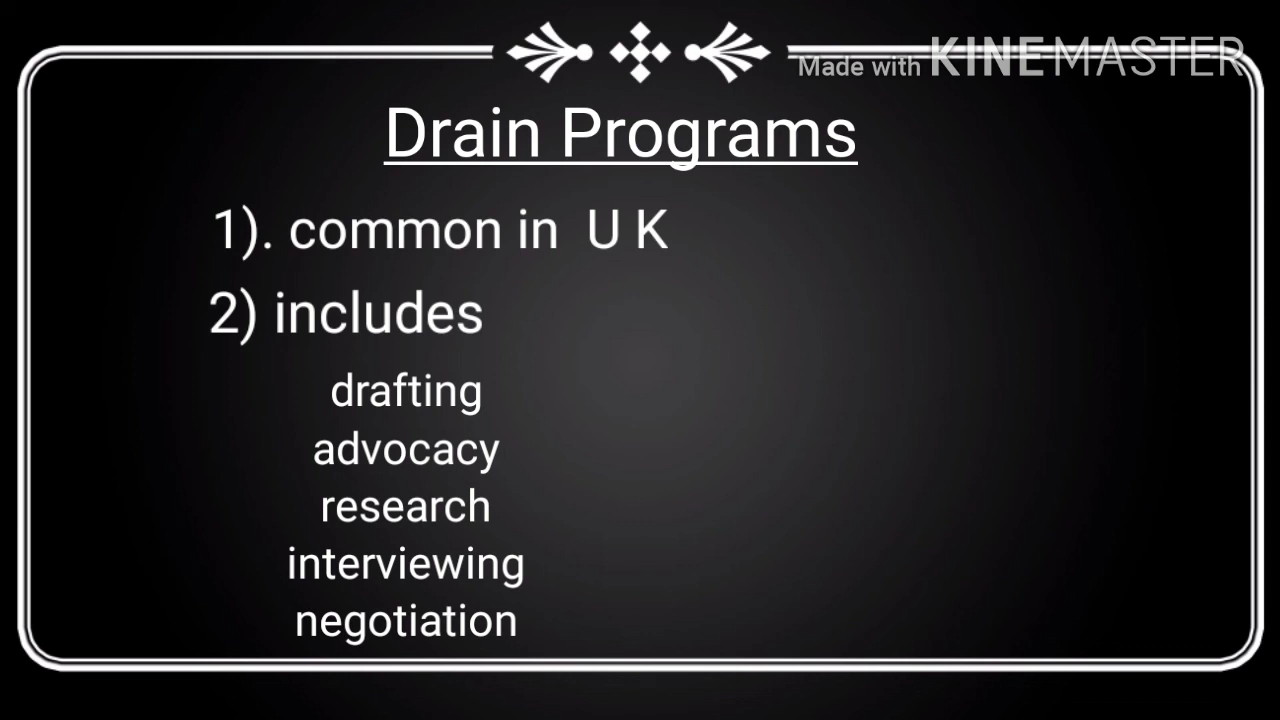 Made with KINEMASTER
Drain Programs
1). common in U K
2) includes
drafting
advocacy
research
interviewing
negotiation